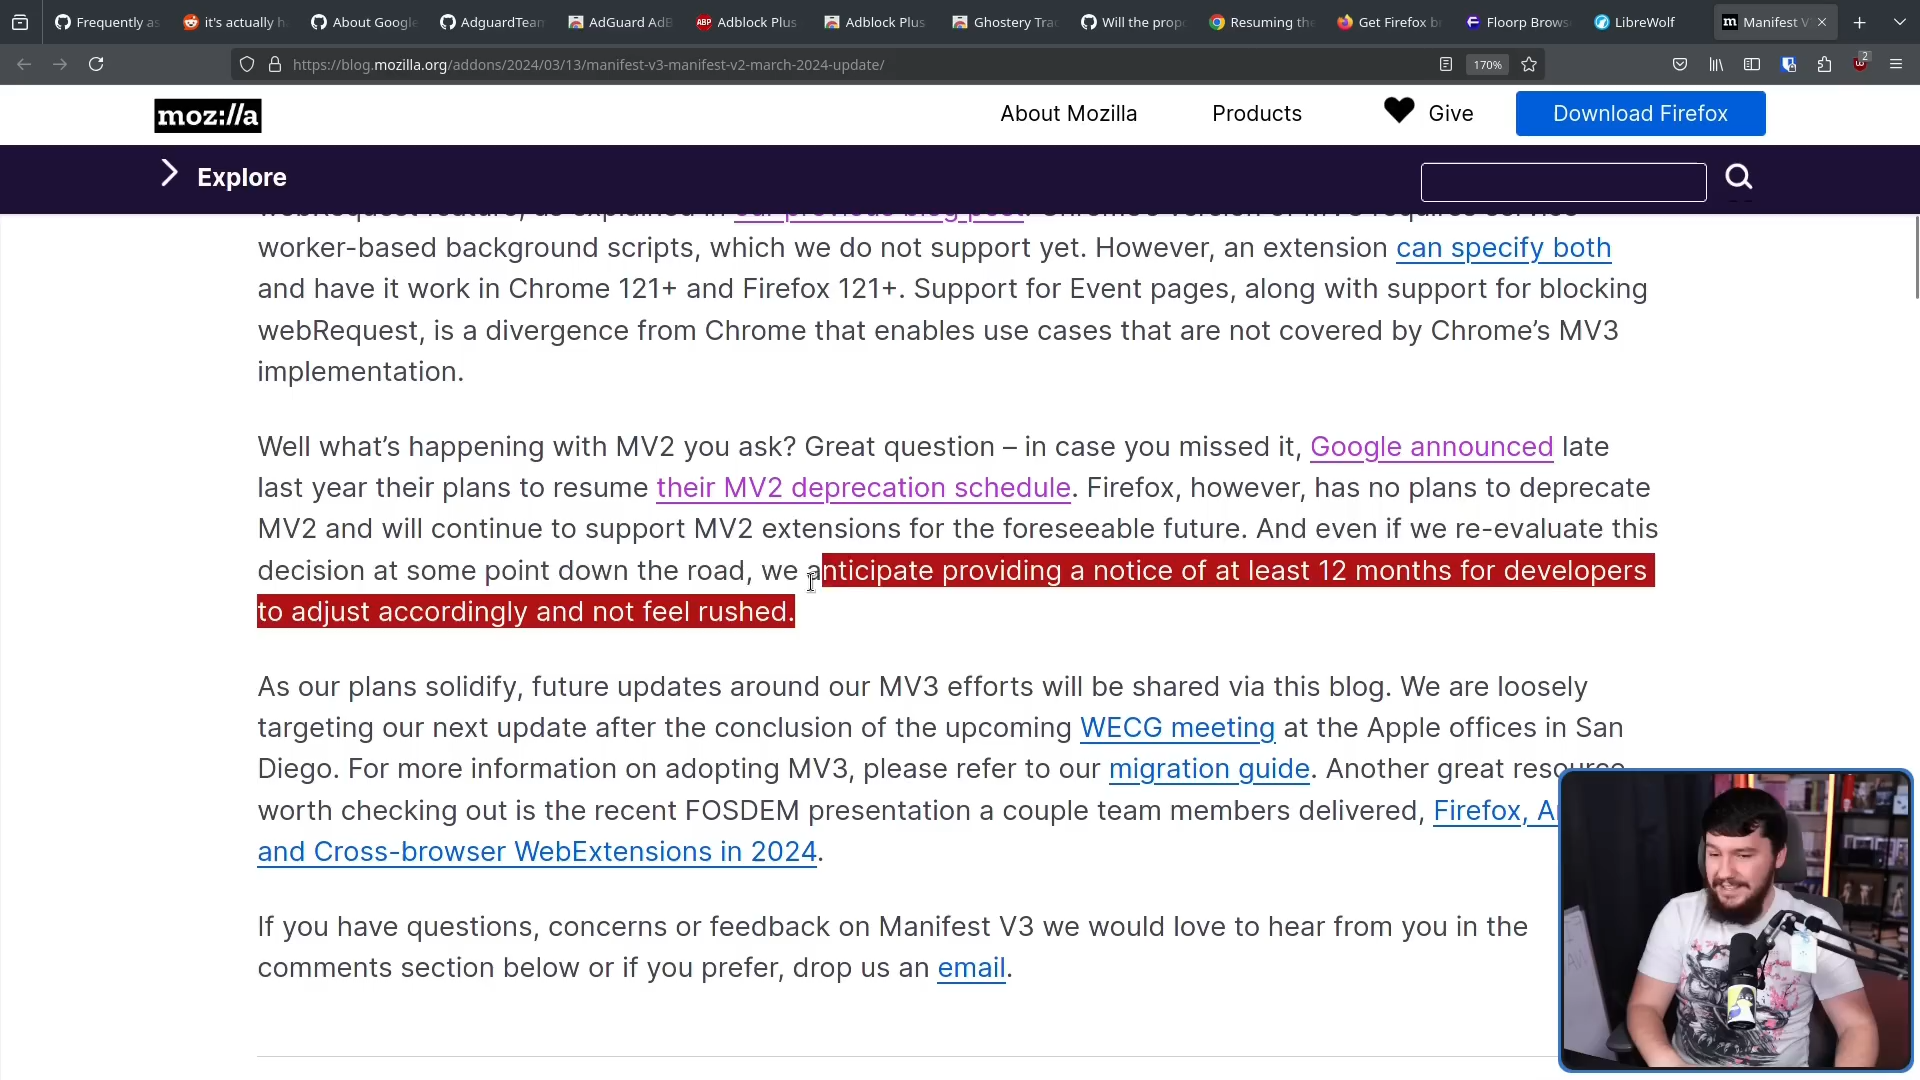 Frequently as
it's actually h
About Google
AdguardTeam
AdGuard AdB
ABP
Adblock Plus
Adblock Plus
Ghostery Trac
Will the prop
Resuming the
Get Firefox b
Floorp Brows
LibreWolf
m
Manifest V
https://blog.mozilla.org/addons/2024/03/13/manifest-v3-manifest-v2-march-2024-update/
170%
2
moz://a
About Mozilla
Products
Give
Download Firefox
Explore
webRequest feature, as explained in our previous blog post. Chrome's version of MV3 requires service
worker-based background scripts, which we do not support yet. However, an extension can specify both
and have it work in Chrome 121+ and Firefox 121+. Support for Event pages, along with support for blocking
webRequest, is a divergence from Chrome that enables use cases that are not covered by Chrome’s MV3
implementation.
Well what’s happening with MV2 you ask? Great question – in case you missed it, Google announced late
last year their plans to resume their MV2 deprecation schedule. Firefox, however, has no plans to deprecate
MV2 and will continue to support MV2 extensions for the foreseeable future. And even if we re-evaluate this
decision at some point down the road, we anticipate providing a notice of at least 12 months for developers
to adjust accordingly and not feel rushed.
As our plans solidify, future updates around our MV3 efforts will be shared via this blog. We are loosely
targeting our next update after the conclusion of the upcoming WECG meeting at the Apple offices in San
Diego. For more information on adopting MV3, please refer to our migration guide. Another great resource
worth checking out is the recent FOSDEM presentation a couple team members delivered, Firefox, A
and Cross-browser WebExtensions in 2024.
If you have questions, concerns or feedback on Manifest V3 we would love to hear from you in the
comments section below or if you prefer, drop us an email.